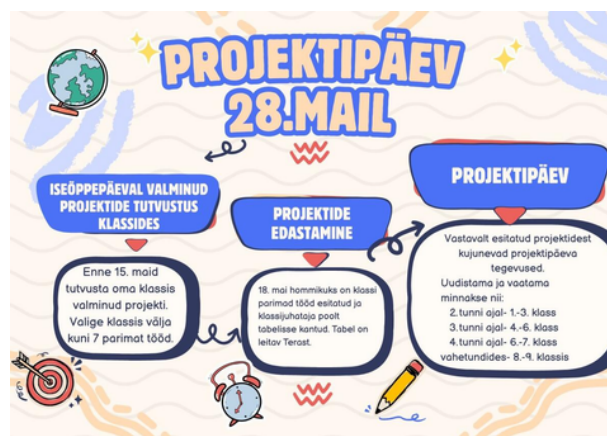 PROJEKTIPÄEV
28.MAIL
ISEÕPPEPÄEVAL VALMINUD
PROJEKTIDE TUTVUSTUS
KLASSIDES
Enne 15. maid
tutvusta oma klassis
valminud projekti.
Valige klassis välja
kuni 7 parimat tööd.
PROJEKTIDE
EDASTAMINE
18. mai hommikuks on klassi
parimad tööd esitatud ja
klassijuhataja poolt
tabelisse kantud. Tabel on
leitav Terast.
PROJEKTIPÄEV
Vastavalt esitatud projektidest
kujunevad projektipäeva
tegevused.
Uudistama ja vaatama
minnakse nii:
2.tunni ajal- 1.-3. klass
3.tunni ajal- 4.-6. klass
4.tunni ajal- 6.-7. klass
vahetundides- 8.-9. klassis